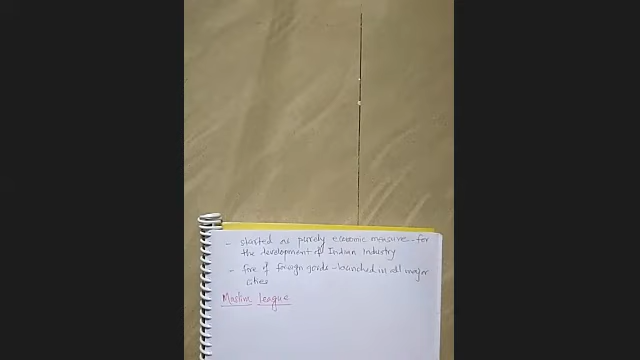 - started as purely economic measure - for
the development of Indian Industry
- fire of foreign goods - launched in all major
cities
Muslim League